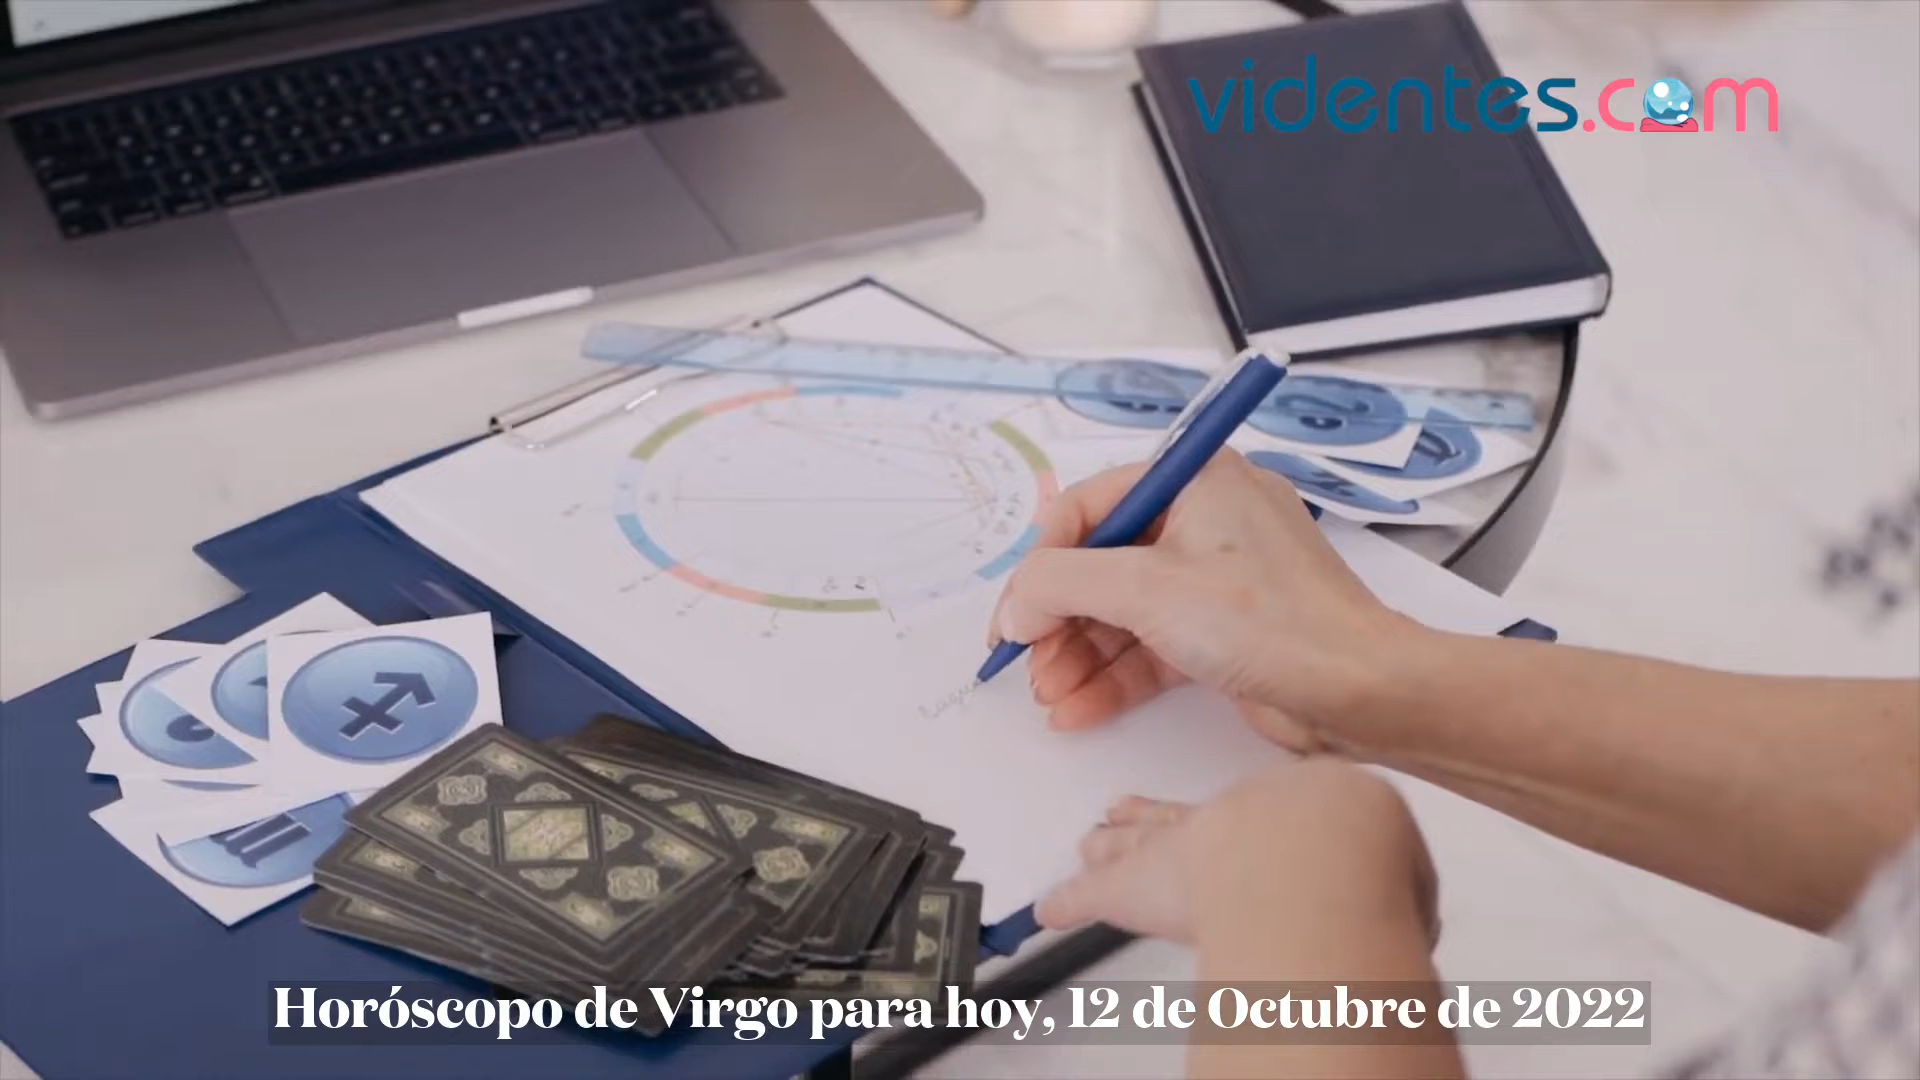 videntes.com
Horóscopo de Virgo para hoy, 12 de Octubre de 2022